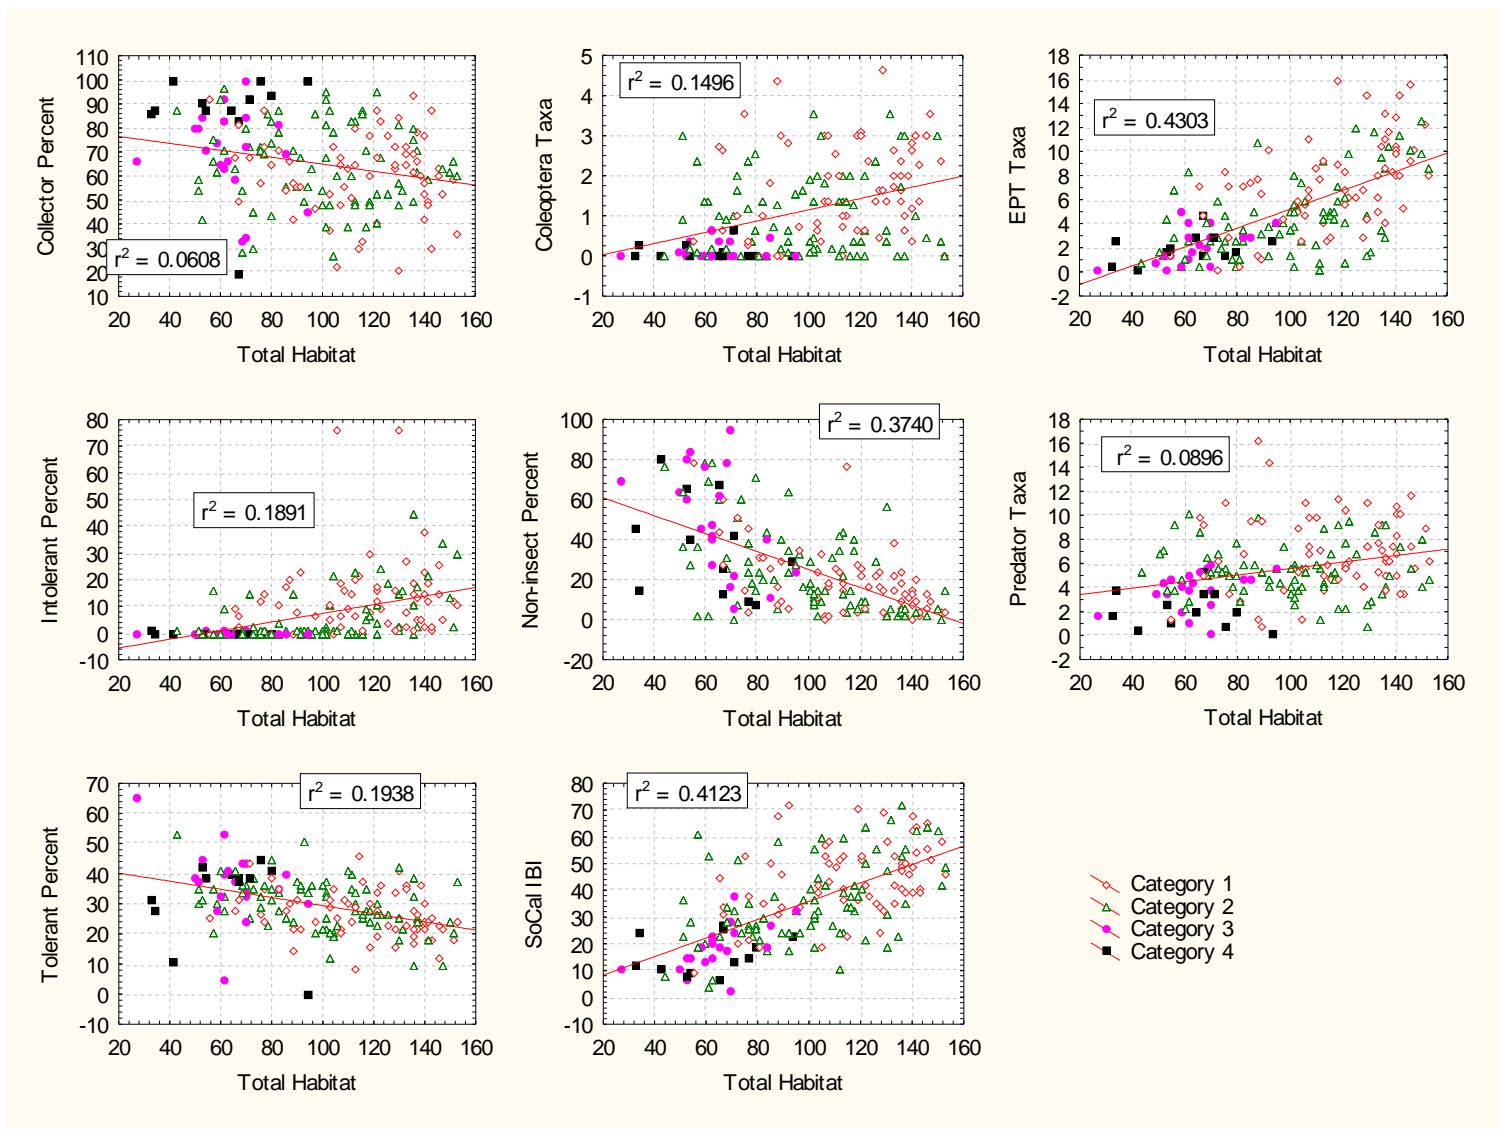 110
100
90
80
70
60
50
40
30
20
10
Collector Percent
r² = 0.0608
20 40 60 80 100 120 140 160
Total Habitat
5
4
3
2
1
0
-1
Coleoptera Taxa
r² = 0.1496
20 40 60 80 100 120 140 160
Total Habitat
18
16
14
12
10
8
6
4
2
0
-2
EPT Taxa
r² = 0.4303
20 40 60 80 100 120 140 160
Total Habitat
80
70
60
50
40
30
20
10
0
-10
Intolerant Percent
r² = 0.1891
20 40 60 80 100 120 140 160
Total Habitat
100
80
60
40
20
0
-20
Non-insect Percent
r² = 0.3740
20 40 60 80 100 120 140 160
Total Habitat
18
16
14
12
10
8
6
4
2
0
-2
Predator Taxa
r² = 0.0896
20 40 60 80 100 120 140 160
Total Habitat
70
60
50
40
30
20
10
0
-10
Tolerant Percent
r² = 0.1938
20 40 60 80 100 120 140 160
Total Habitat
80
70
60
50
40
30
20
10
0
-10
SoCal IBI
r² = 0.4123
20 40 60 80 100 120 140 160
Total Habitat
Category 1
Category 2
Category 3
Category 4